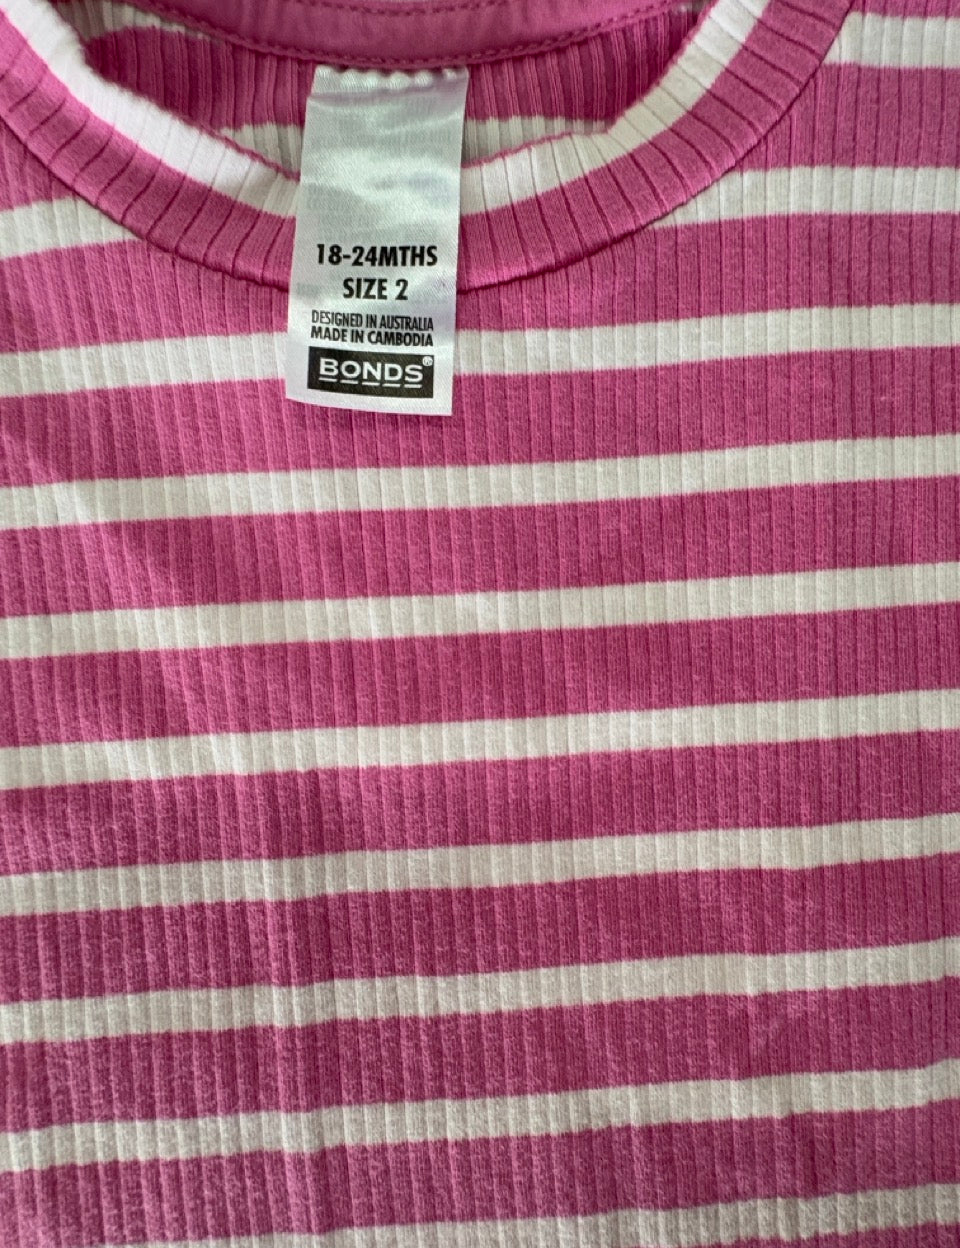 18-24MTHS
SIZE 2
DESIGNED IN AUSTRALIA
MADE IN CAMBODIA
BONDS®